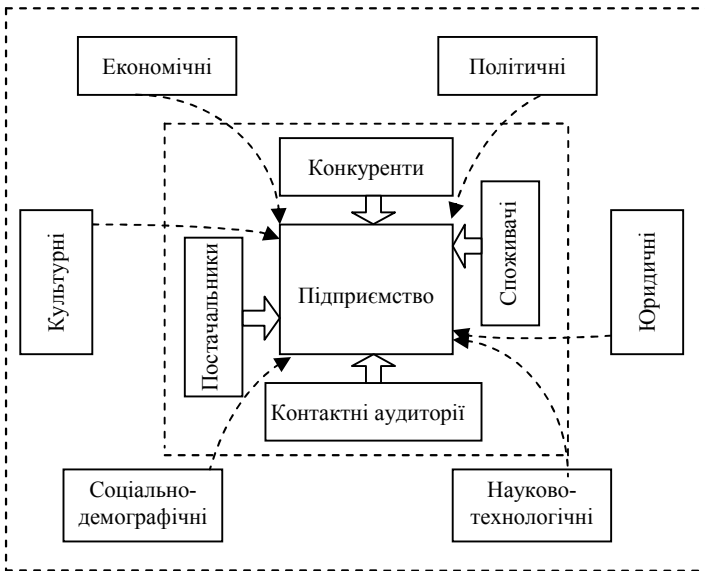 Економічні
Політичні
Конкуренти
Культурні
Постачальники
Підприємство
Споживачі
Юридичні
Контактні аудиторії
Соціально-
демографічні
Науково-
технологічні